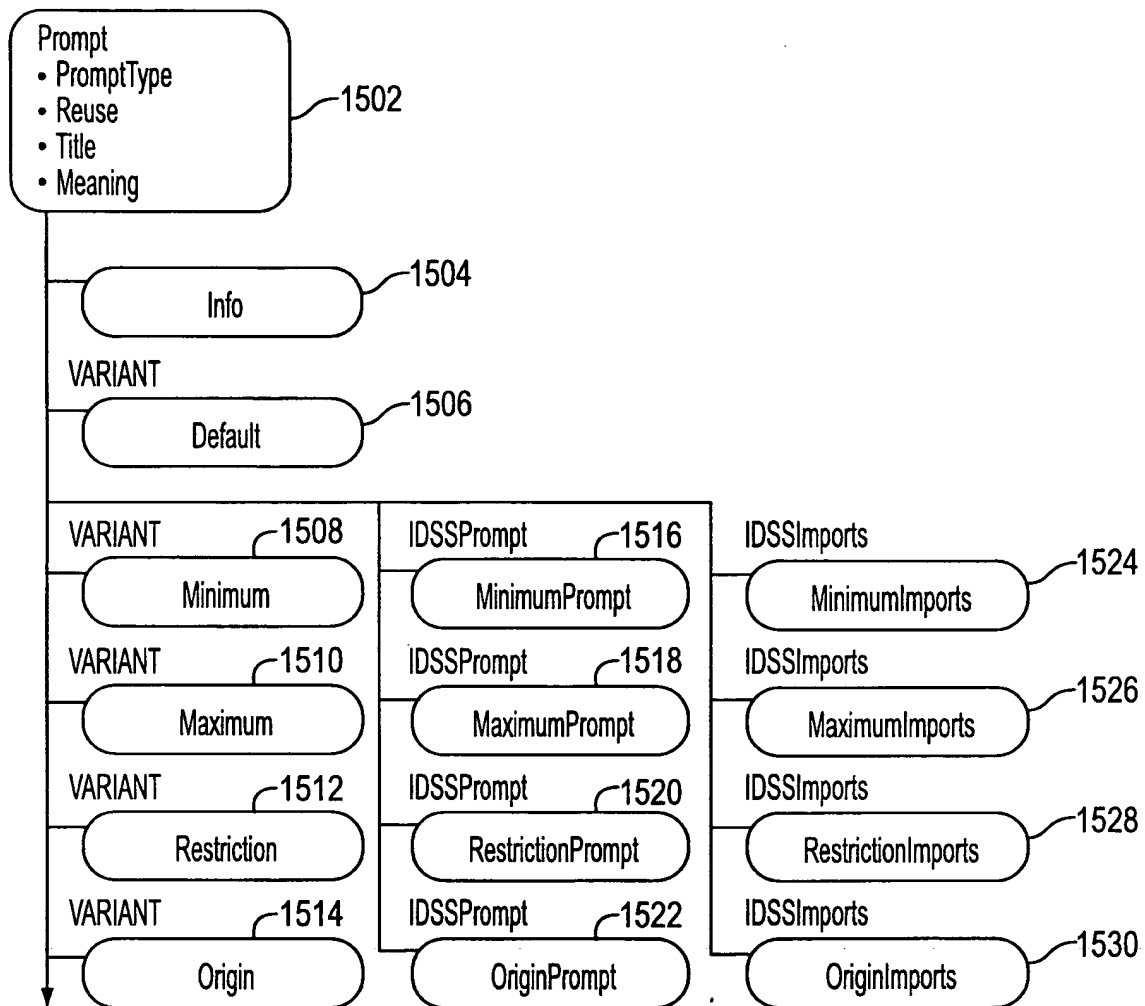 Prompt
• PromptType
• Reuse
• Title
• Meaning
1502
1504
Info
VARIANT
1506
Default
VARIANT 1508 IDSSPrompt 1516 IDSSImports 1524
Minimum MinimumPrompt MinimumImports
VARIANT 1510 IDSSPrompt 1518 IDSSImports 1526
Maximum MaximumPrompt MaximumImports
VARIANT 1512 IDSSPrompt 1520 IDSSImports 1528
Restriction RestrictionPrompt RestrictionImports
VARIANT 1514 IDSSPrompt 1522 IDSSImports 1530
Origin OriginPrompt OriginImports